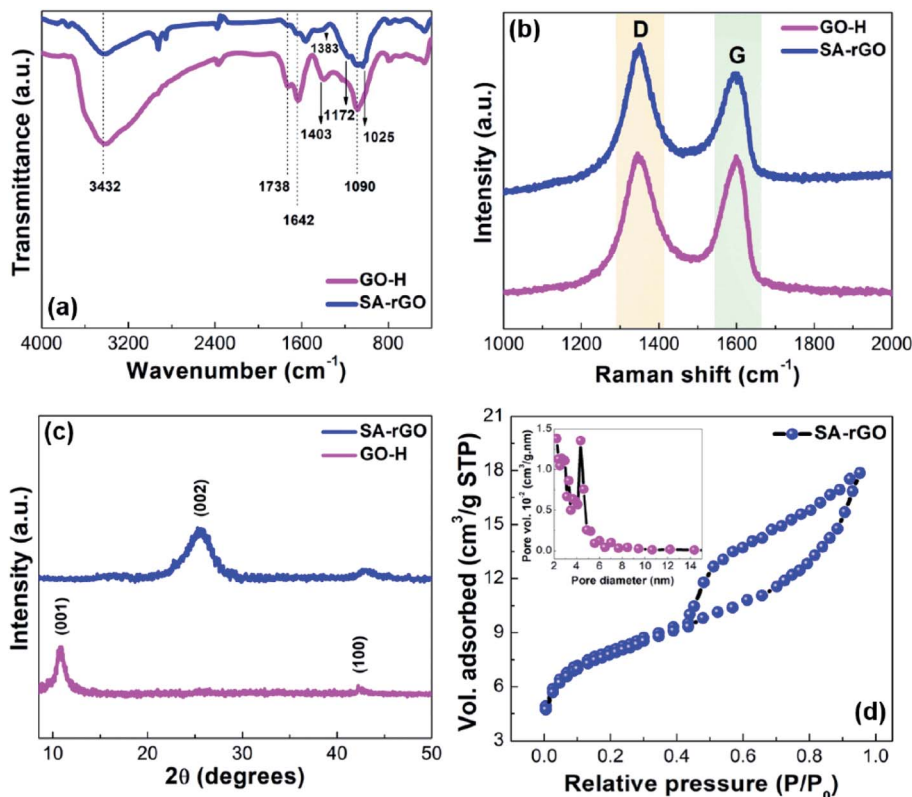 (a)
Transmittance (a.u.)
3432
1738
1642
1403
1383
1172
1090
1025
GO-H
SA-rGO
4000 3200 2400 1600 800
Wavenumber (cm⁻¹)
(b)
D
G
GO-H
SA-rGO
Intensity (a.u.)
1000 1200 1400 1600 1800 2000
Raman shift (cm⁻¹)
(c)
SA-rGO
GO-H
(002)
(001)
(100)
Intensity (a.u.)
10 20 30 40 50
2θ (degrees)
(d)
SA-rGO
Vol. adsorbed (cm³/g STP)
21
18
15
12
9
6
3
0.0 0.2 0.4 0.6 0.8 1.0
Relative pressure (P/P₀)
Pore vol. 10⁻² (cm³/g.nm)
1.5
1.0
0.5
0.0
2 4 6 8 10 12 14
Pore diameter (nm)